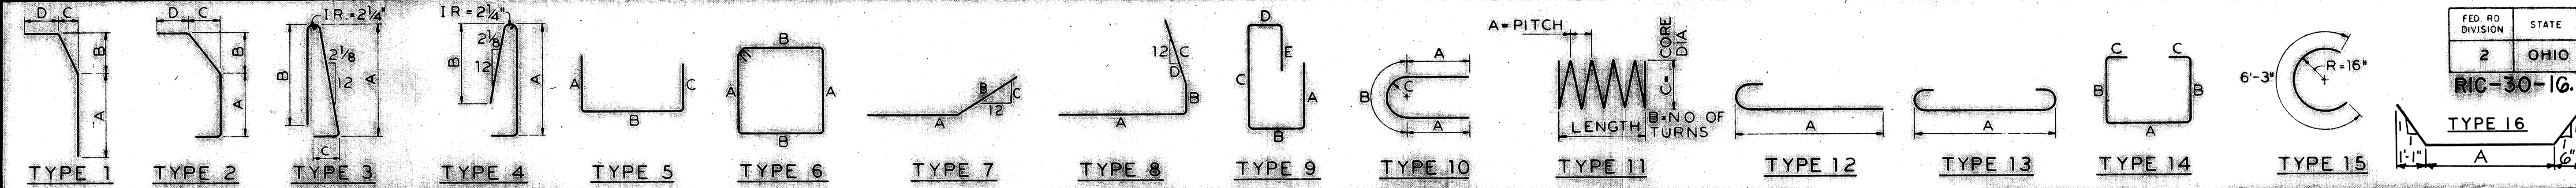 D C B A
TYPE 1
D C B A
TYPE 2
I.R.=2¼"
B 2⅛ 12 A C
TYPE 3
I.R.=2¼"
B 2⅛ 12 A
TYPE 4
A B C
TYPE 5
B A A B
TYPE 6
A B C 12
TYPE 7
12 C D B A
TYPE 8
D E C A B
TYPE 9
A B C A
TYPE 10
A=PITCH
C= CORE DIA
LENGTH
B=NO. OF TURNS
TYPE 11
A
TYPE 12
A
TYPE 13
C C B B A
TYPE 14
6'-3"
R=16"
TYPE 15
FED. RD DIVISION STATE
2 OHIO
RIC-30-16.
TYPE 16
1'-1" A 6"